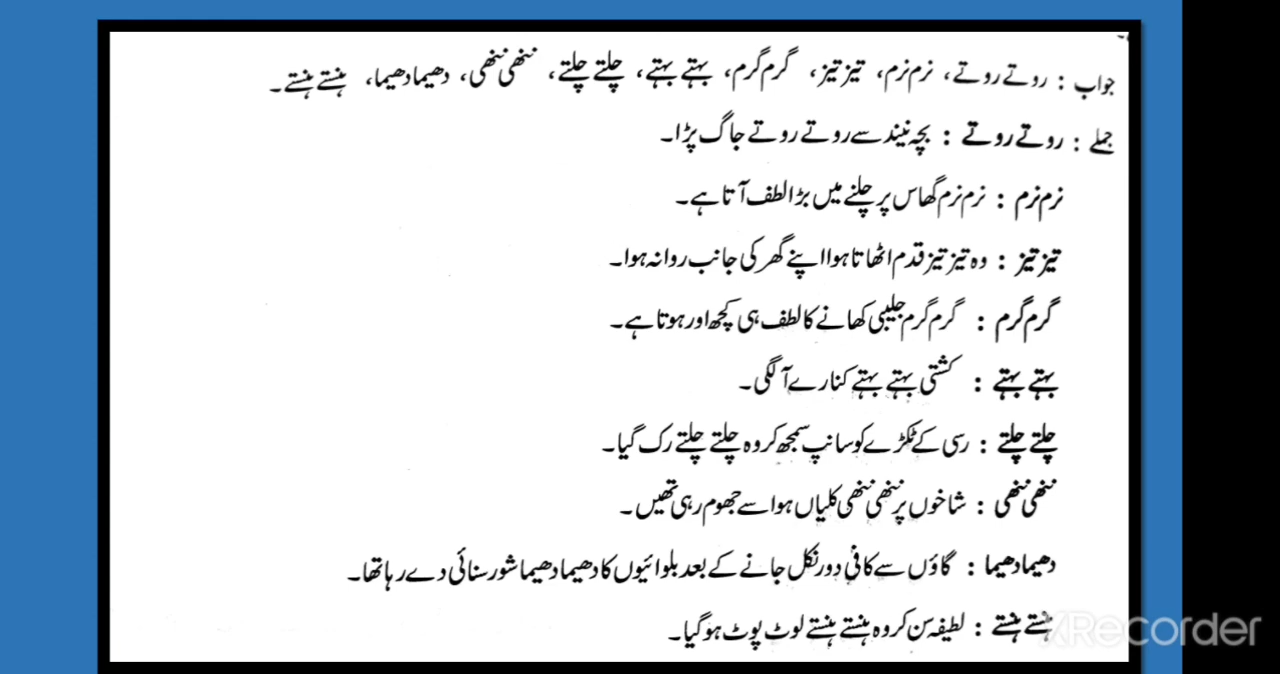 جواب : روتے روتے، نرم نرم، تیز تیز، گرم گرم، بہتے بہتے، چلتے چلتے، ننھی ننھی، دھیما دھیما، ہنستے ہنستے۔
جملے : روتے روتے : بچہ نیند سے روتے روتے جاگ پڑا۔
نرم نرم : نرم نرم گھاس پر چلنے میں بڑا لطف آتا ہے۔
تیز تیز : وہ تیز تیز قدم اٹھاتا ہوا اپنے گھر کی جانب روانہ ہوا۔
گرم گرم : گرم گرم جلیبی کھانے کا لطف ہی کچھ اور ہوتا ہے۔
بہتے بہتے : کشتی بہتے بہتے کنارے آ لگی۔
چلتے چلتے : رسی کے ٹکڑے کو سانپ سمجھ کر وہ چلتے چلتے رک گیا۔
ننھی ننھی : شاخوں پر ننھی ننھی کلیاں ہوا سے جھوم رہی تھیں۔
دھیما دھیما : گاؤں سے کافی دور نکل جانے کے بعد بلوائیوں کا دھیما دھیما شور سنائی دے رہا تھا۔
ہنستے ہنستے : لطیفہ سن کر وہ ہنستے ہنستے لوٹ پوٹ ہو گیا۔
XRecorder